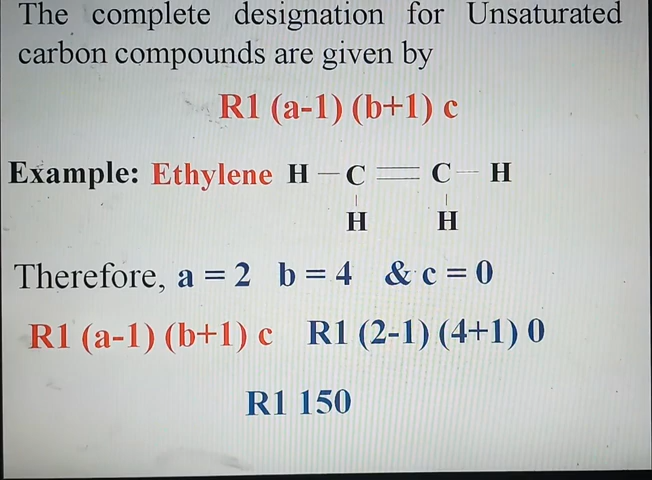 The complete designation for Unsaturated
carbon compounds are given by
R1 (a-1) (b+1) c
Example: Ethylene H – C = C – H
H H
Therefore, a = 2 b = 4 & c = 0
R1 (a-1) (b+1) c R1 (2-1) (4+1) 0
R1 150